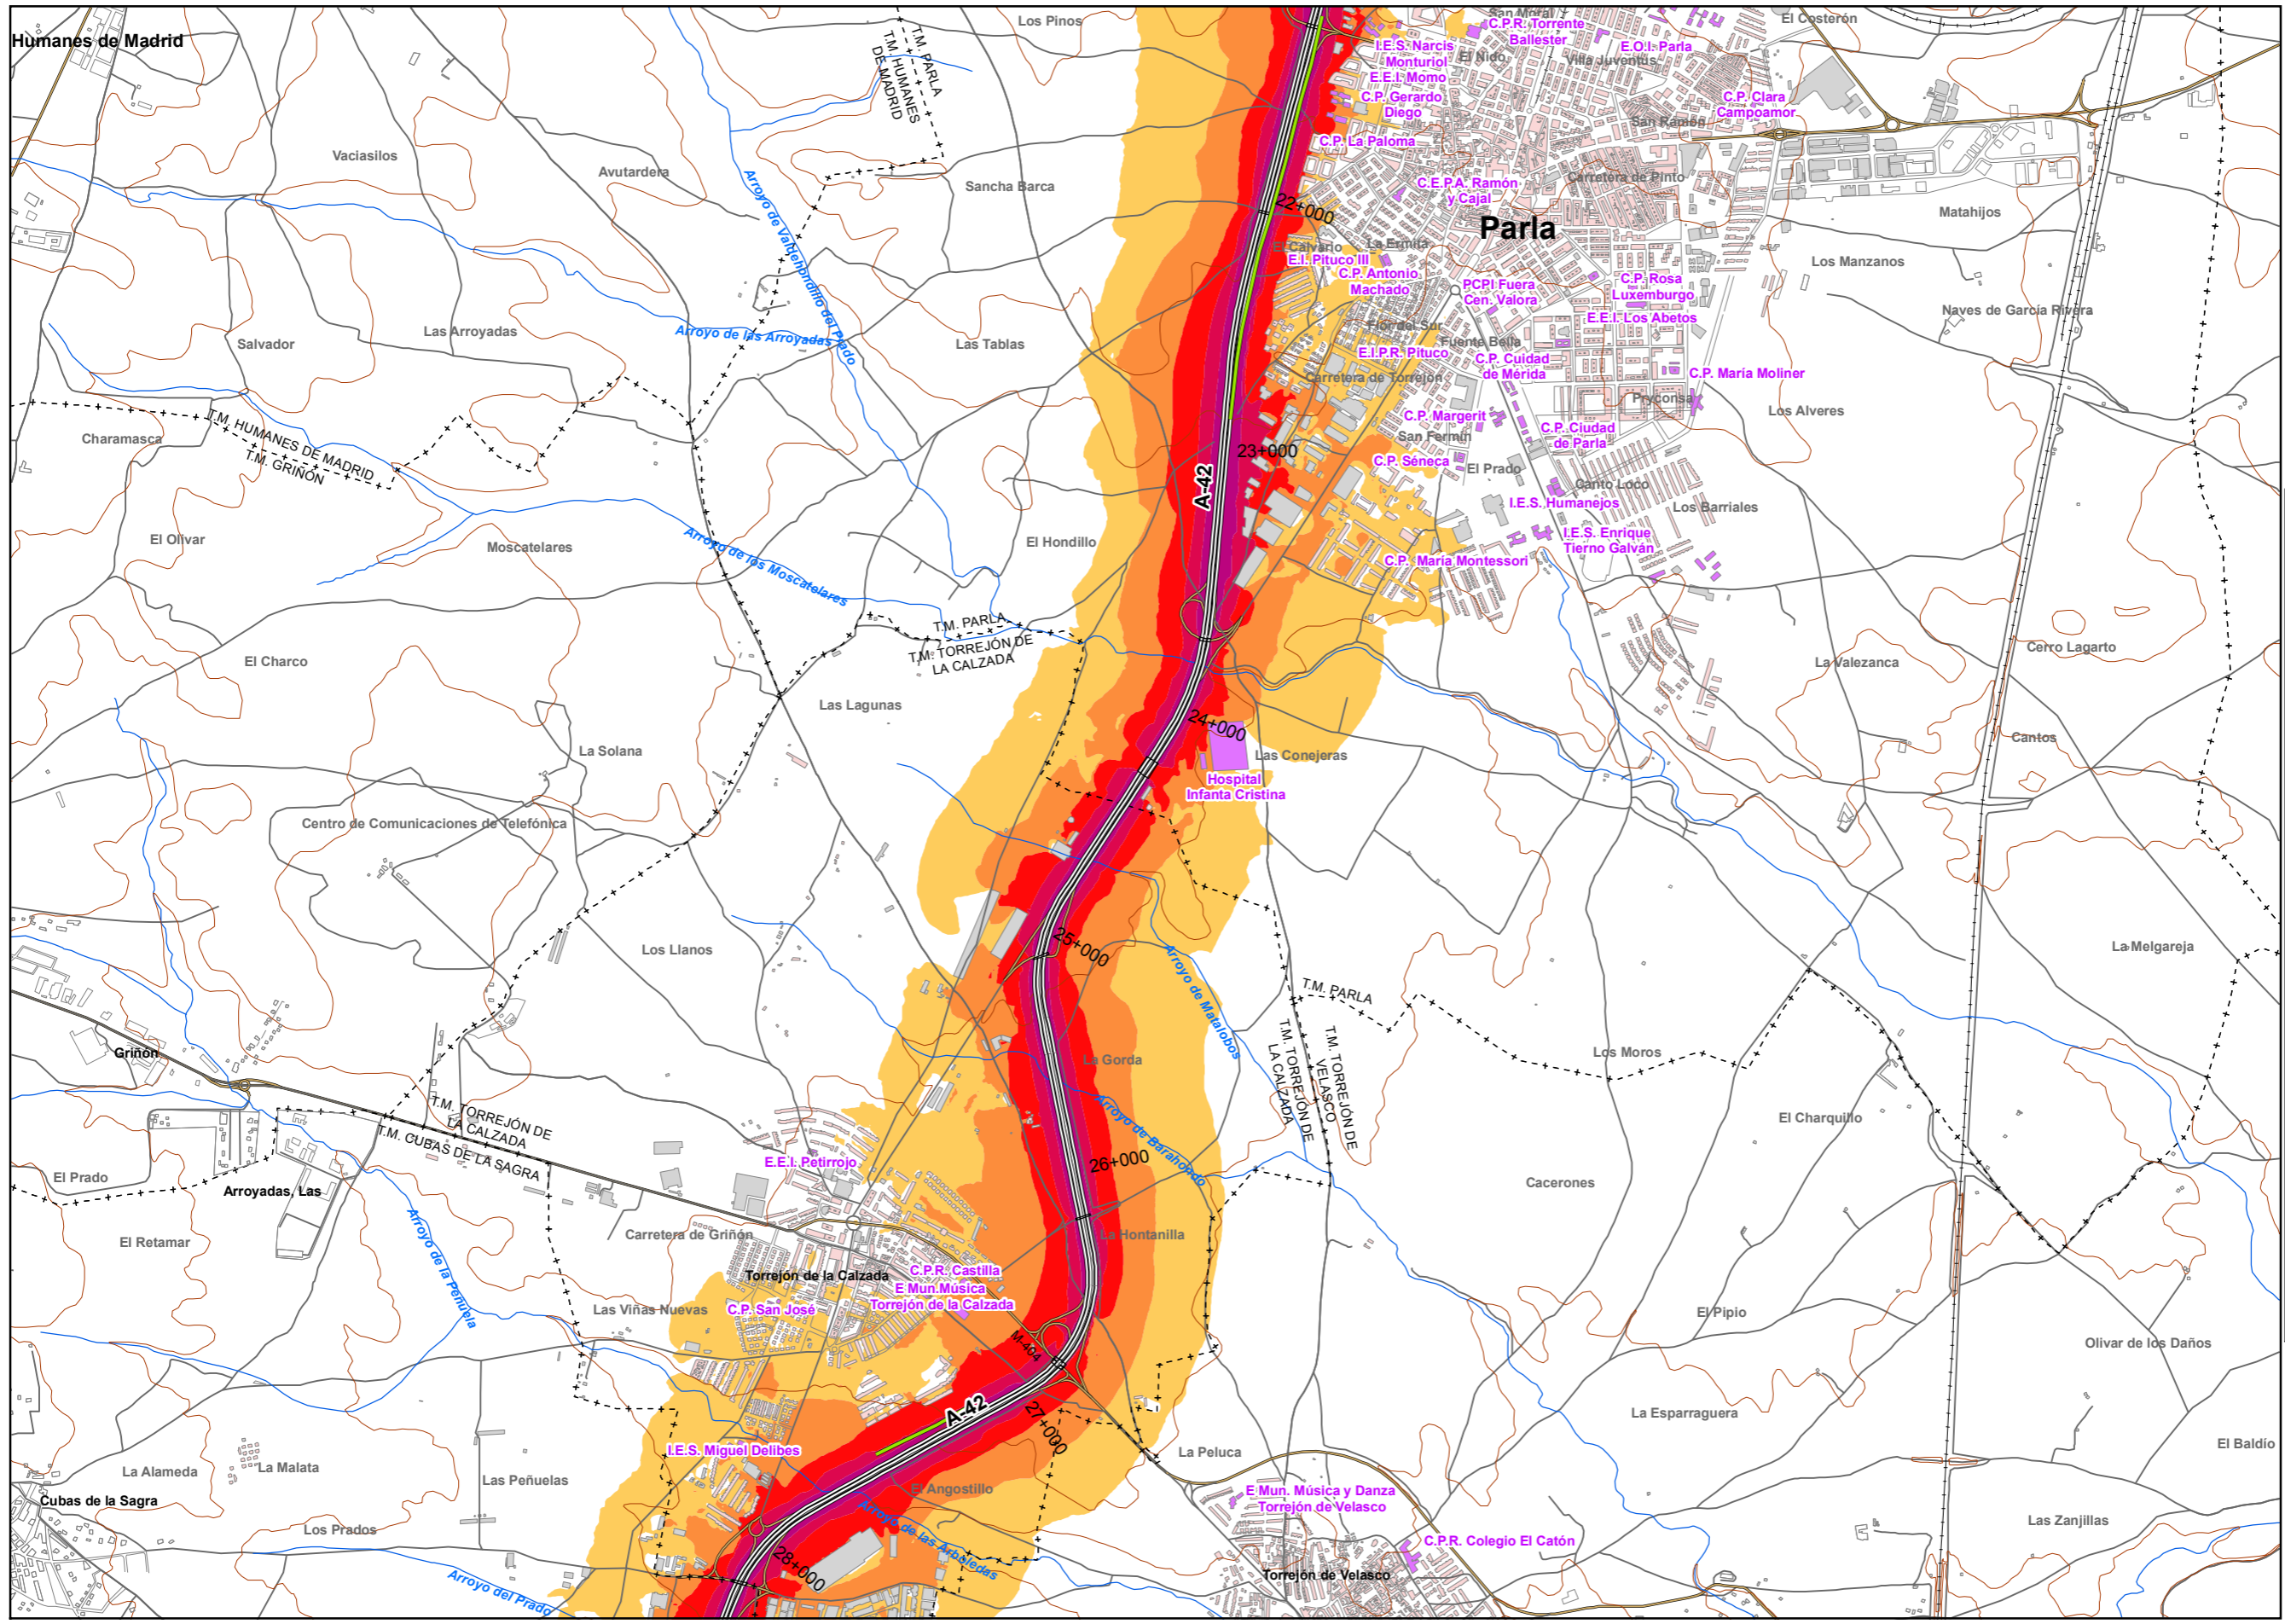 Humanes de Madrid
Los Pinos
San Moral
C.P.R. Torrente
Ballester
El Costerón
I.E.S. Narcis
Monturiol
El Nido
E.O.I. Parla
Villa Juventus
E.E.I. Momo
T.M. PARLA
T.M. HUMANES
DE MADRID
C.P. Gerardo
Diego
C.P. Clara
Campoamor
San Ramón
C.P. La Paloma
Vaciasilos
Avutardera
Sancha Barca
C.E.P.A. Ramón
y Cajal
Carretera de Pinto
22+000
Parla
Matahijos
El Calvario
La Ermita
E.I. Pituco III
C.P. Antonio
Machado
Los Manzanos
PCPI Fuera
Cen. Valora
C.P. Rosa
Luxemburgo
E.E.I. Los Abetos
Naves de García Rivera
Arroyo de Valdehondillo del Prado
Arroyo de las Arroyadas
Las Arroyadas
Salvador
Las Tablas
Flor del Sur
Fuente Bella
E.I.P.R. Pituco
C.P. Cuidad
de Mérida
C.P. María Moliner
Carretera de Torrejón
Pryconsa
Los Alveres
C.P. Margerit
San Fermín
C.P. Ciudad
de Parla
T.M. HUMANES DE MADRID
T.M. GRIÑÓN
Charamasca
23+000
A-42
C.P. Séneca
El Prado
Canto Loco
I.E.S. Humanejos
Los Barriales
El Olivar
Moscatelares
El Hondillo
I.E.S. Enrique
Tierno Galván
C.P. María Montessori
Arroyo de los Moscatelares
T.M. PARLA
T.M. TORREJÓN DE
LA CALZADA
El Charco
La Valezanca
Cerro Lagarto
Las Lagunas
24+000
La Solana
Las Conejeras
Cantos
Hospital
Infanta Cristina
Centro de Comunicaciones de Telefónica
Los Llanos
25+000
La Melgareja
Arroyo de Matalobos
T.M. PARLA
T.M. TORREJÓN DE
LA CALZADA
T.M. TORREJÓN DE
VELASCO
Griñón
La Gorda
Los Moros
T.M. TORREJÓN DE
LA CALZADA
T.M. CUBAS DE LA SAGRA
Arroyo de Barahondo
El Charquillo
E.E.I. Petirrojo
26+000
El Prado
Arroyadas, Las
Cacerones
El Retamar
Carretera de Griñón
La Hontanilla
Arroyo de la Peñuela
C.P.R. Castilla
Torrejón de la Calzada
E Mun.Música
Torrejón de la Calzada
Las Viñas Nuevas
C.P. San José
El Pipio
M-404
Olivar de los Daños
A-42
27+000
La Esparraguera
El Baldío
I.E.S. Miguel Delibes
La Peluca
La Alameda
La Malata
Las Peñuelas
El Angostillo
E Mun. Música y Danza
Torrejón de Velasco
Cubas de la Sagra
Los Prados
Arroyo de las Arboledas
Las Zanjillas
C.P.R. Colegio El Catón
28+000
Torrejón de Velasco
Arroyo del Prado